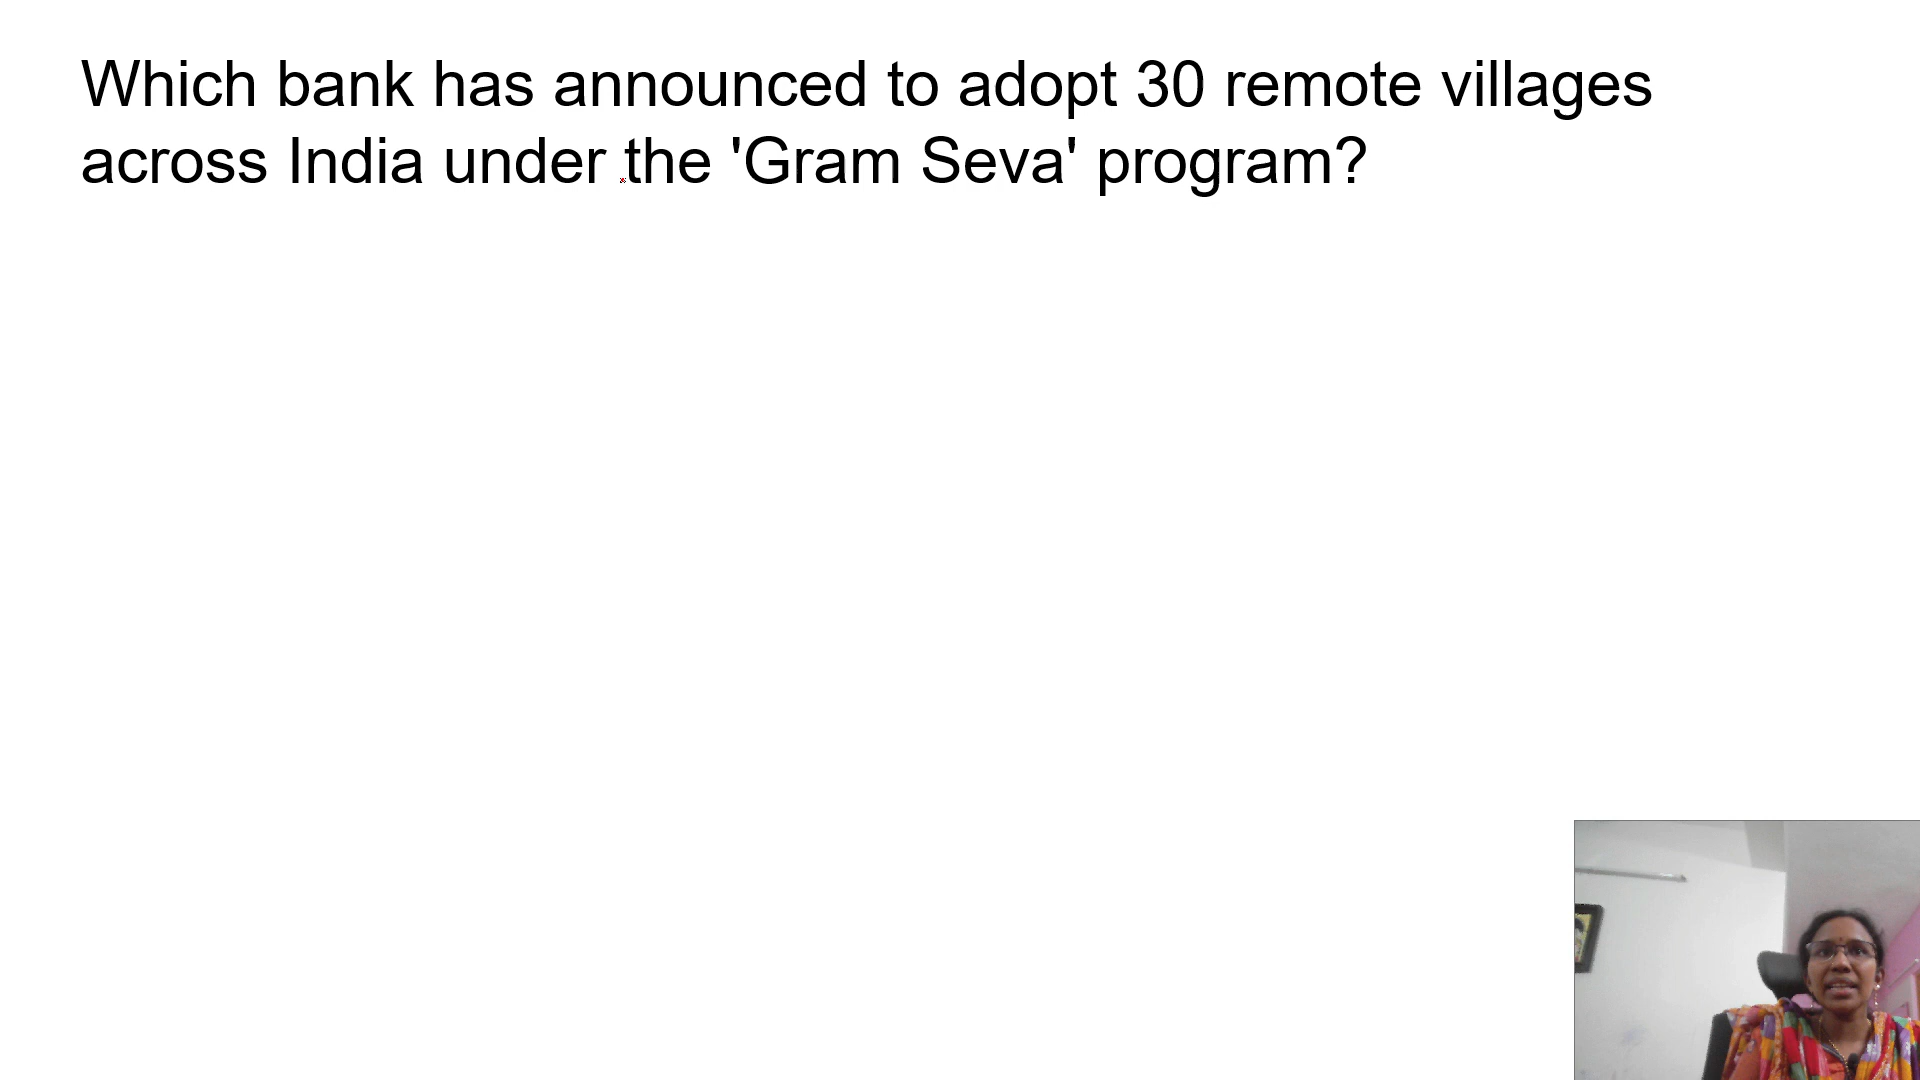 Which bank has announced to adopt 30 remote villages
across India under the 'Gram Seva' program?